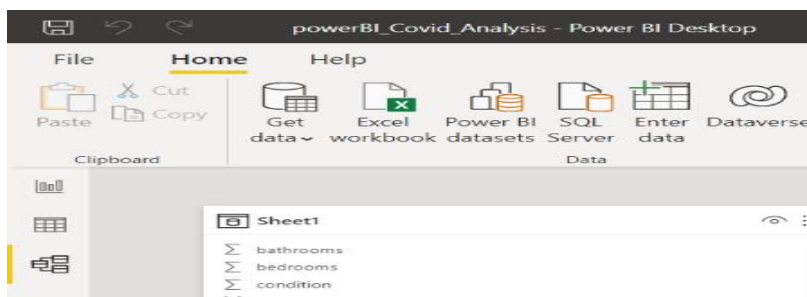 powerBI_Covid_Analysis - Power BI Desktop
File Home Help
Paste
Cut
Copy
Get data
Excel workbook
Power BI datasets
SQL Server
Enter data
Dataverse
Clipboard
Data
Sheet1
Σ bathrooms
Σ bedrooms
Σ condition